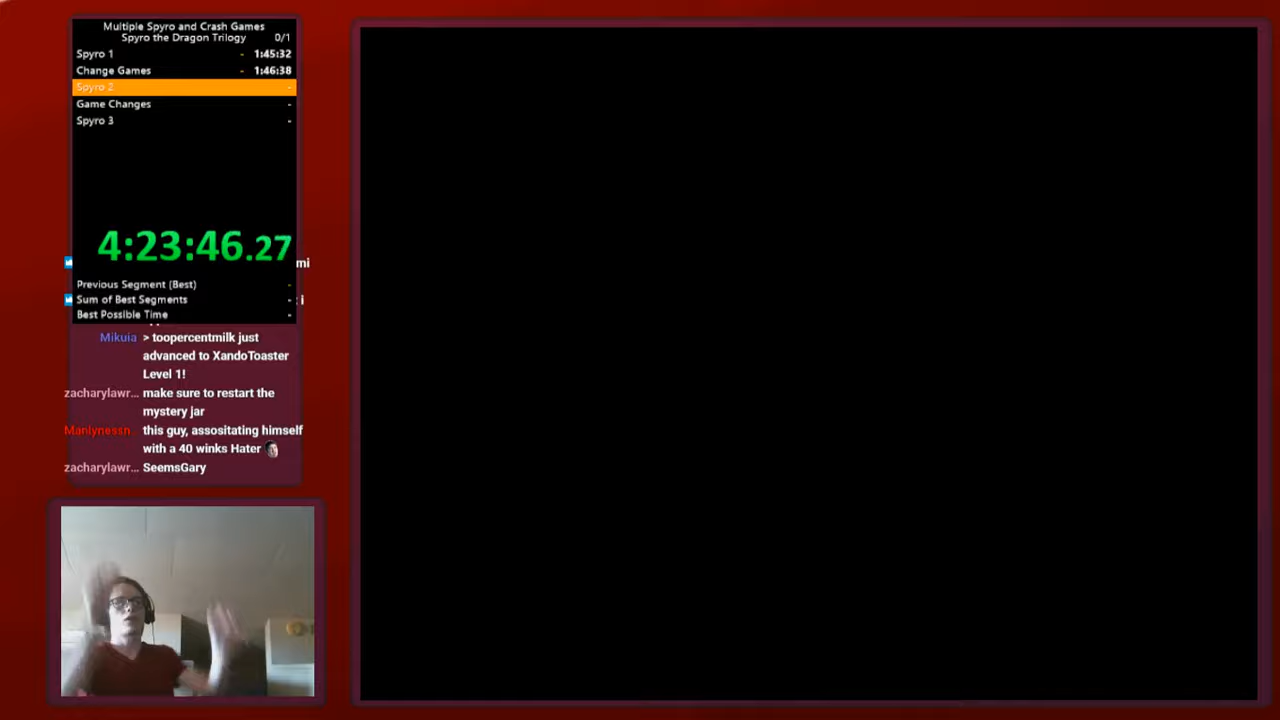 Multiple Spyro and Crash Games
Spyro the Dragon Trilogy 0/1
Spyro 1 - 1:45:32
Change Games - 1:46:38
Spyro 2 -
Game Changes -
Spyro 3 -
4:23:46.27
mi
Previous Segment (Best) -
Sum of Best Segments -
; i
Best Possible Time -
Mikuia > toopercentmilk just
advanced to XandoToaster
Level 1!
zacharylawr... make sure to restart the
mystery jar
Manlynessn... this guy, assositating himself
with a 40 winks Hater
zacharylawr... SeemsGary